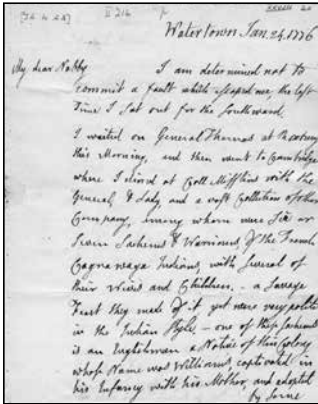 Watertown Jan. 24. 1776
My dear Nabby
I am determined not to
commit a fault which escaped me, the last
Time I sat out for the southward.
I waited on General Thomas at Roxbury
this Morning, and then went to Cambridge
where I dined at Coll Mifflins with the
General, & Lady, and a vast Collection of other
Company, among whom were six or
seven Sachems & Warriours, of the French
Cagnawaga Indians, with several of
their Wives and Children. - a savage
Feast they made of it, yet were very polite
in the Indian style. - one of these sachems
is an Englishman a Native of this Colony
whose Name was Williams, captivated in
his Infancy with his Mother, and adopted
by some